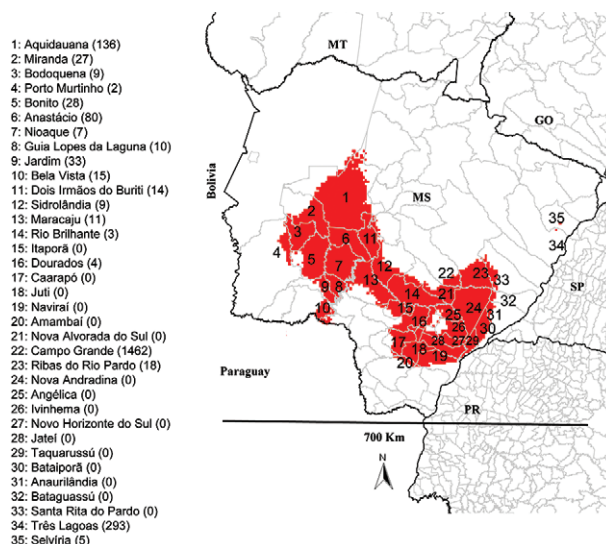 1: Aquidauana (136)
2: Miranda (27)
3: Bodoquena (9)
4: Porto Murtinho (2)
5: Bonito (28)
6: Anastácio (80)
7: Nioaque (7)
8: Guia Lopes da Laguna (10)
9: Jardim (33)
10: Bela Vista (15)
11: Dois Irmãos do Buriti (14)
12: Sidrolândia (9)
13: Maracaju (11)
14: Rio Brilhante (3)
15: Itaporã (0)
16: Dourados (4)
17: Caarapó (0)
18: Juti (0)
19: Naviraí (0)
20: Amambaí (0)
21: Nova Alvorada do Sul (0)
22: Campo Grande (1462)
23: Ribas do Rio Pardo (18)
24: Nova Andradina (0)
25: Angélica (0)
26: Ivinhema (0)
27: Novo Horizonte do Sul (0)
28: Jateí (0)
29: Taquarussú (0)
30: Bataiporã (0)
31: Anaurilândia (0)
32: Bataguassú (0)
33: Santa Rita do Pardo (0)
34: Três Lagoas (293)
35: Selvíria (5)
MT
GO
Bolivia
MS
SP
Paraguay
PR
700 Km
N
1
2
3
4
5
6
7
8
9
10
11
12
13
14
15
16
17
18
19
20
21
22
23
24
25
26
27
28
29
30
31
32
33
34
35